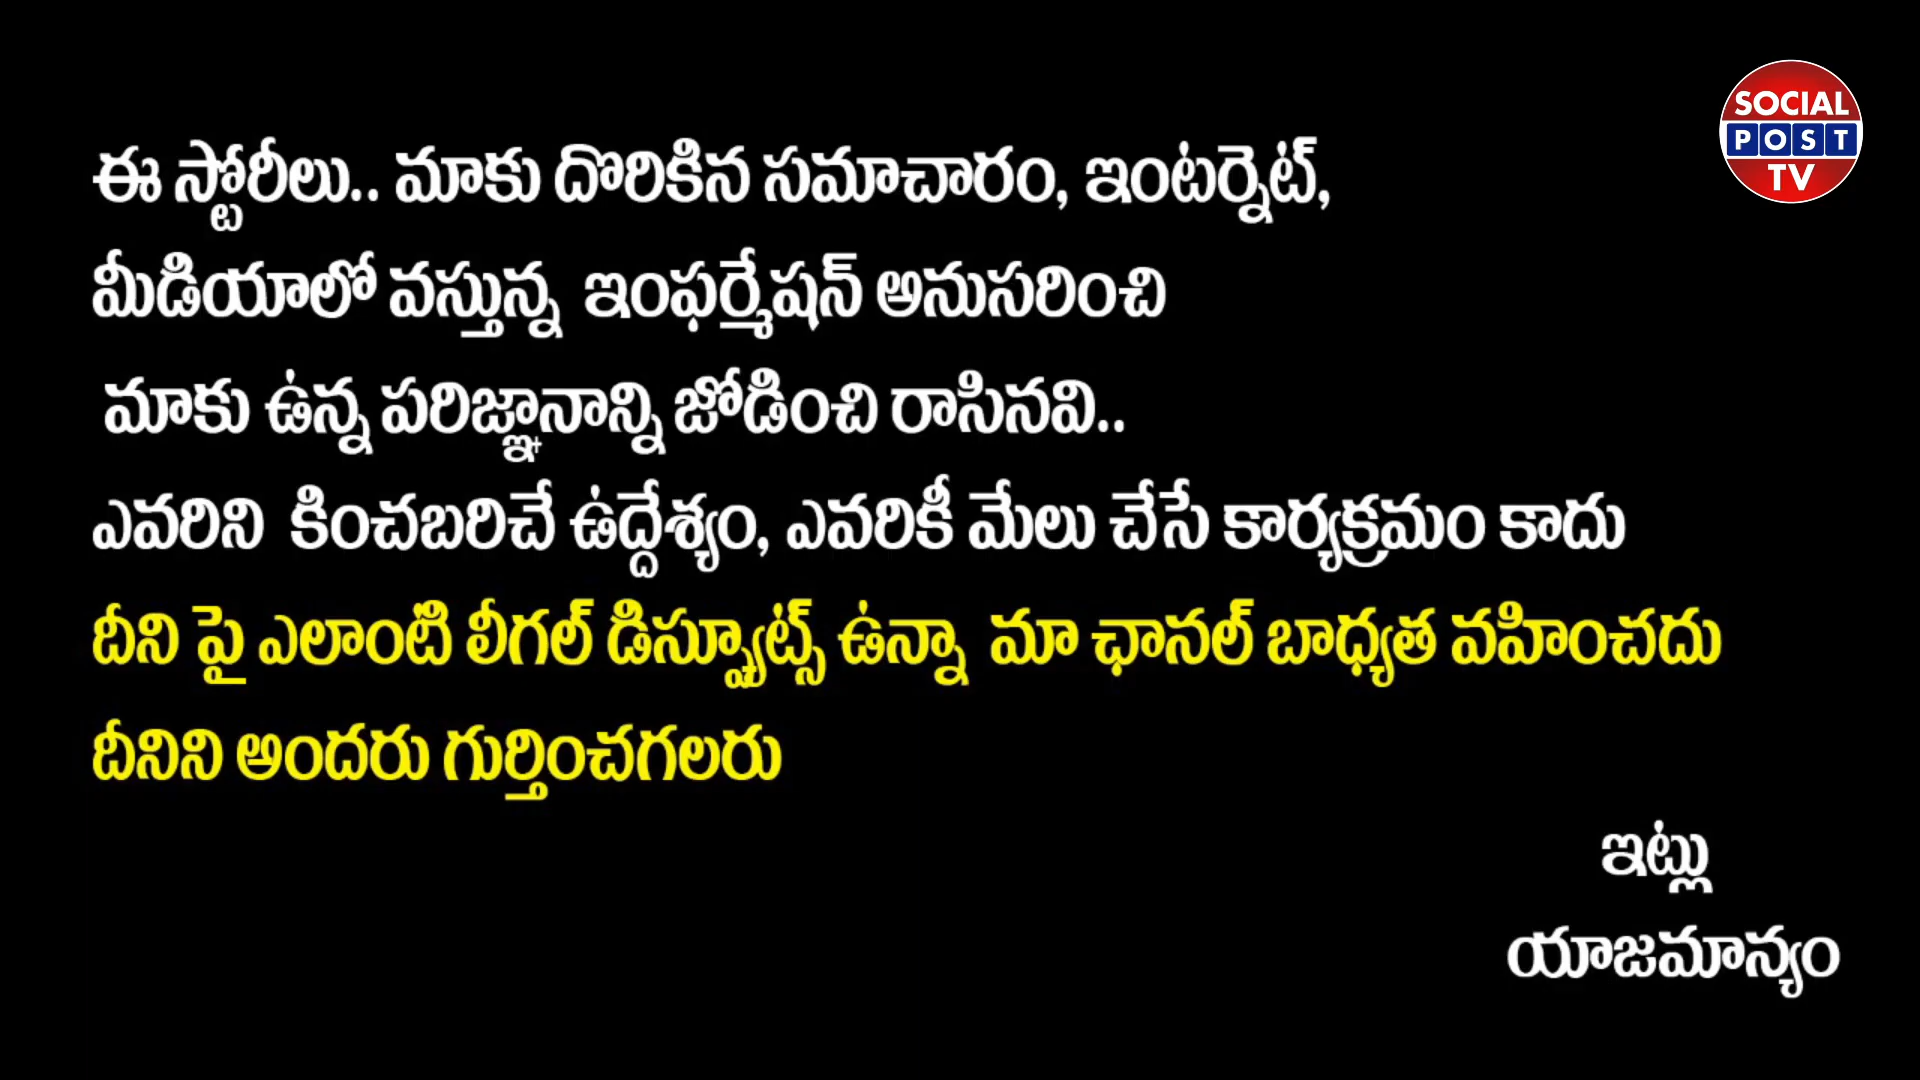 SOCIAL
POST
TV
ఈ స్టోరీలు.. మాకు దొరికిన సమాచారం, ఇంటర్నెట్,
మీడియాలో వస్తున్న ఇంఫర్మేషన్ అనుసరించి
మాకు ఉన్న పరిజ్ఞానాన్ని జోడించి రాసినవి..
ఎవరిని కించబరిచే ఉద్దేశ్యం, ఎవరికీ మేలు చేసే కార్యక్రమం కాదు
దీని పై ఎలాంటి లీగల్ డిస్ప్యూట్స్ ఉన్నా మా ఛానల్ బాధ్యత వహించదు
దీనిని అందరు గుర్తించగలరు
ఇట్లు
యాజమాన్యం